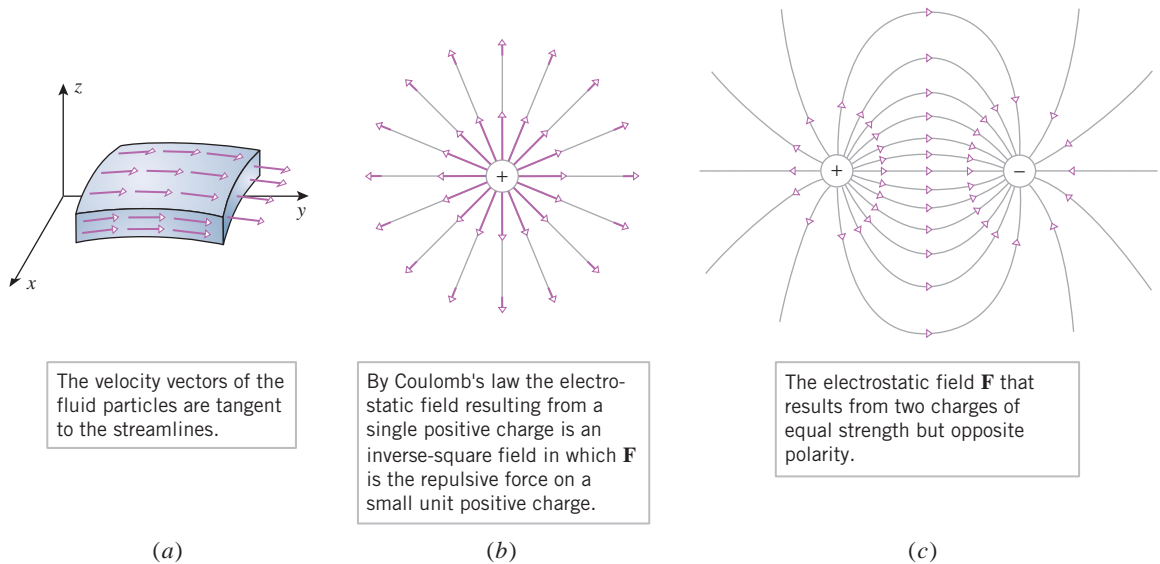 z
y
x
+
+
−
The velocity vectors of the
fluid particles are tangent
to the streamlines.
By Coulomb's law the electro-
static field resulting from a
single positive charge is an
inverse-square field in which F
is the repulsive force on a
small unit positive charge.
The electrostatic field F that
results from two charges of
equal strength but opposite
polarity.
(a)
(b)
(c)